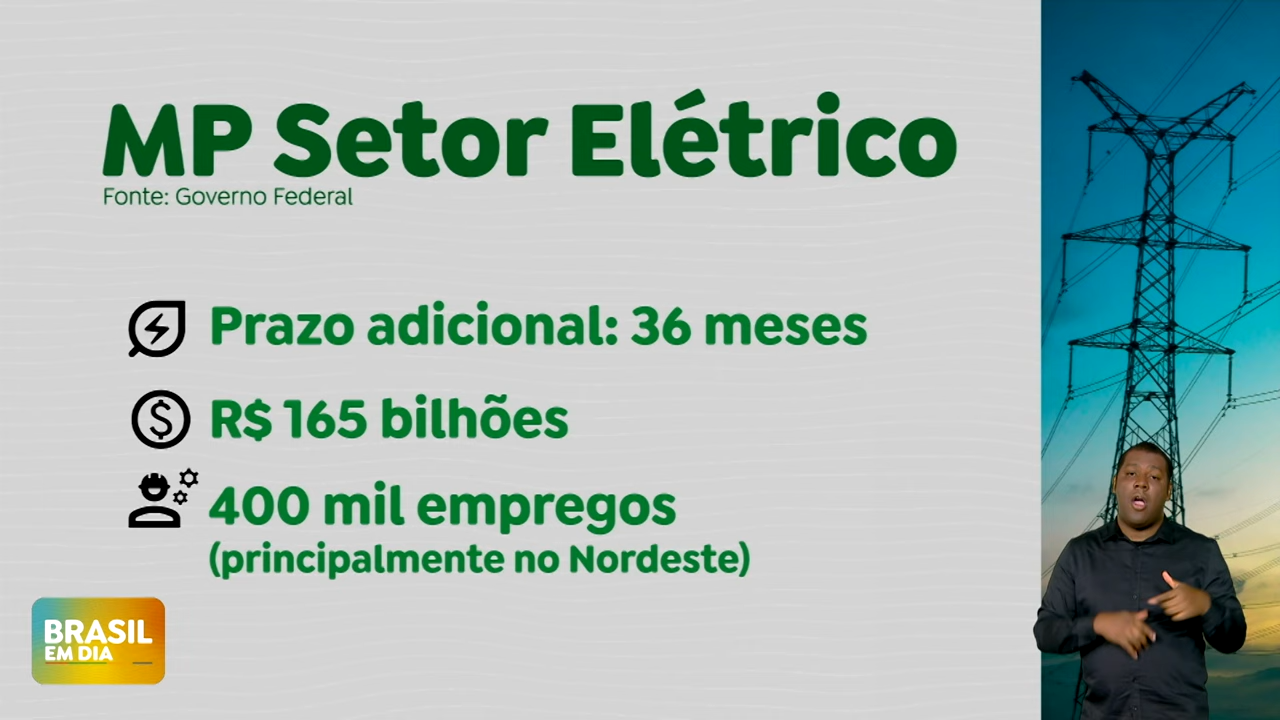 MP Setor Elétrico
Fonte: Governo Federal
Prazo adicional: 36 meses
R$ 165 bilhões
400 mil empregos
(principalmente no Nordeste)
BRASIL
EM DIA